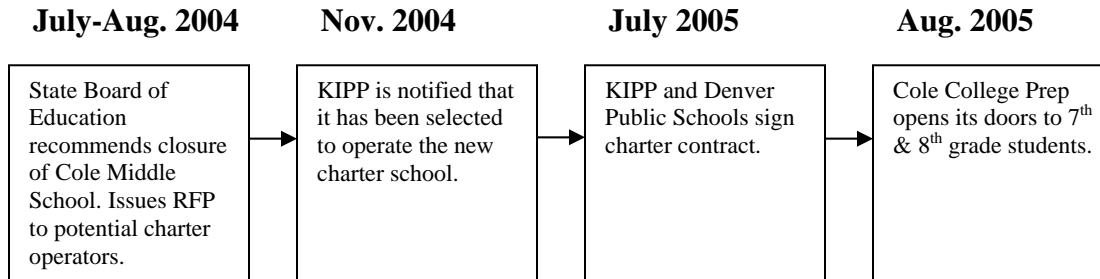 July-Aug. 2004
Nov. 2004
July 2005
Aug. 2005
State Board of
Education
recommends closure
of Cole Middle
School. Issues RFP
to potential charter
operators.
KIPP is notified that
it has been selected
to operate the new
charter school.
KIPP and Denver
Public Schools sign
charter contract.
Cole College Prep
opens its doors to 7th
& 8th grade students.